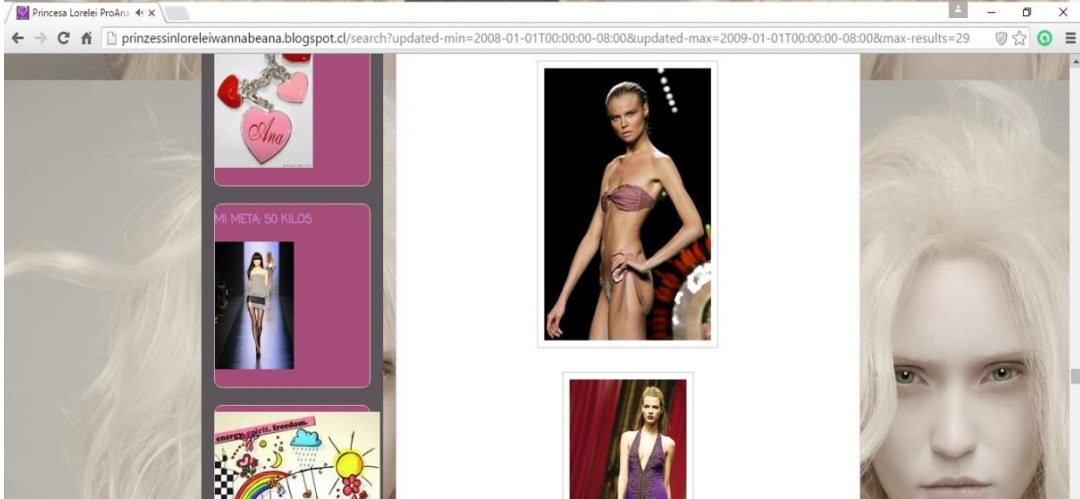 Princesa Lorelei ProAna
prinzessinloreleiwannabeana.blogspot.cl/search?updated-min=2008-01-01T00:00:00-08:00&updated-max=2009-01-01T00:00:00-08:00&max-results=29
Ana
MI META: 50 KILOS
energy. spirit. freedom.